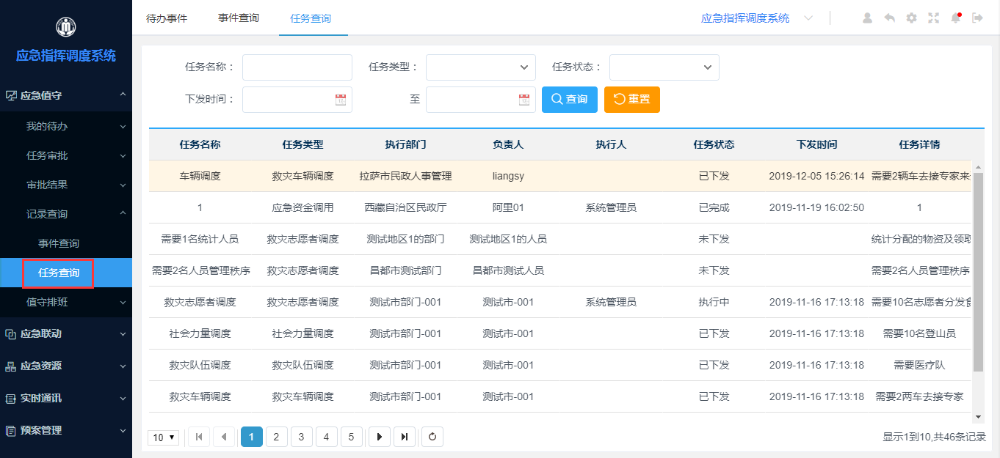 应急指挥调度系统
应急值守
我的待办
任务审批
审批结果
记录查询
事件查询
任务查询
值守排班
应急联动
应急资源
实时通讯
预案管理
待办事件 事件查询 任务查询 应急指挥调度系统
任务名称： 任务类型： 任务状态：
下发时间： 至 查询 重置
任务名称 任务类型 执行部门 负责人 执行人 任务状态 下发时间 任务详情
车辆调度 救灾车辆调度 拉萨市民政人事管理 liangsy 已下发 2019-12-05 15:26:14 需要2辆车去接专家来
1 应急资金调用 西藏自治区民政厅 阿里01 系统管理员 已完成 2019-11-19 16:02:50 1
需要1名统计人员 救灾志愿者调度 测试地区1的部门 测试地区1的人员 未下发 统计分配的物资及领取
需要2名人员管理秩序 救灾志愿者调度 昌都市测试部门 昌都市测试人员 未下发 需要2名人员管理秩序
救灾志愿者调度 救灾志愿者调度 测试市部门-001 测试市-001 系统管理员 执行中 2019-11-16 17:13:18 需要10名志愿者分发食
社会力量调度 社会力量调度 测试市部门-001 测试市-001 已下发 2019-11-16 17:13:18 需要10名登山员
救灾队伍调度 救灾队伍调度 测试市部门-001 测试市-001 已下发 2019-11-16 17:13:18 需要医疗队
救灾车辆调度 救灾车辆调度 测试市部门-001 测试市-001 已下发 2019-11-16 17:13:18 需要2两车去接专家
10 1 2 3 4 5 显示1到10,共46条记录